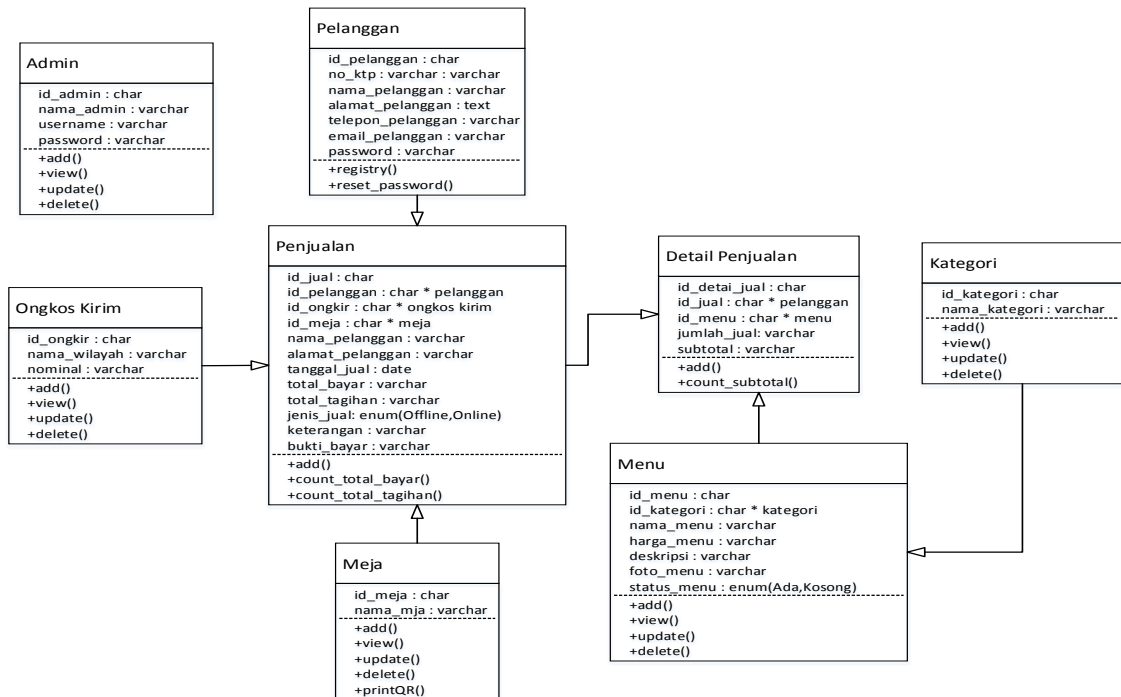 Admin
id_admin : char
nama_admin : varchar
username : varchar
password : varchar
+add()
+view()
+update()
+delete()
Pelanggan
id_pelanggan : char
no_ktp : varchar : varchar
nama_pelanggan : varchar
alamat_pelanggan : text
telepon_pelanggan : varchar
email_pelanggan : varchar
password : varchar
+registry()
+reset_password()
Ongkos Kirim
id_ongkir : char
nama_wilayah : varchar
nominal : varchar
+add()
+view()
+update()
+delete()
Penjualan
id_jual : char
id_pelanggan : char * pelanggan
id_ongkir : char * ongkos kirim
id_meja : char * meja
nama_pelanggan : varchar
alamat_pelanggan : varchar
tanggal_jual : date
total_bayar : varchar
total_tagihan : varchar
jenis_jual: enum(Offline,Online)
keterangan : varchar
bukti_bayar : varchar
+add()
+count_total_bayar()
+count_total_tagihan()
Detail Penjualan
id_detai_jual : char
id_jual : char * pelanggan
id_menu : char * menu
jumlah_jual: varchar
subtotal : varchar
+add()
+count_subtotal()
Kategori
id_kategori : char
nama_kategori : varchar
+add()
+view()
+update()
+delete()
Meja
id_meja : char
nama_mja : varchar
+add()
+view()
+update()
+delete()
+printQR()
Menu
id_menu : char
id_kategori : char * kategori
nama_menu : varchar
harga_menu : varchar
deskripsi : varchar
foto_menu : varchar
status_menu : enum(Ada,Kosong)
+add()
+view()
+update()
+delete()